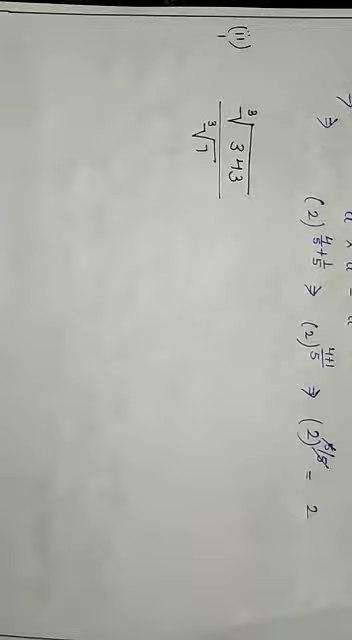 ⇒ (2)^{4/5 + 1/5} ⇒ (2)^{(4+1)/5} ⇒ (2)^{5/5} = 2
(ii) ∛343 / ∛7